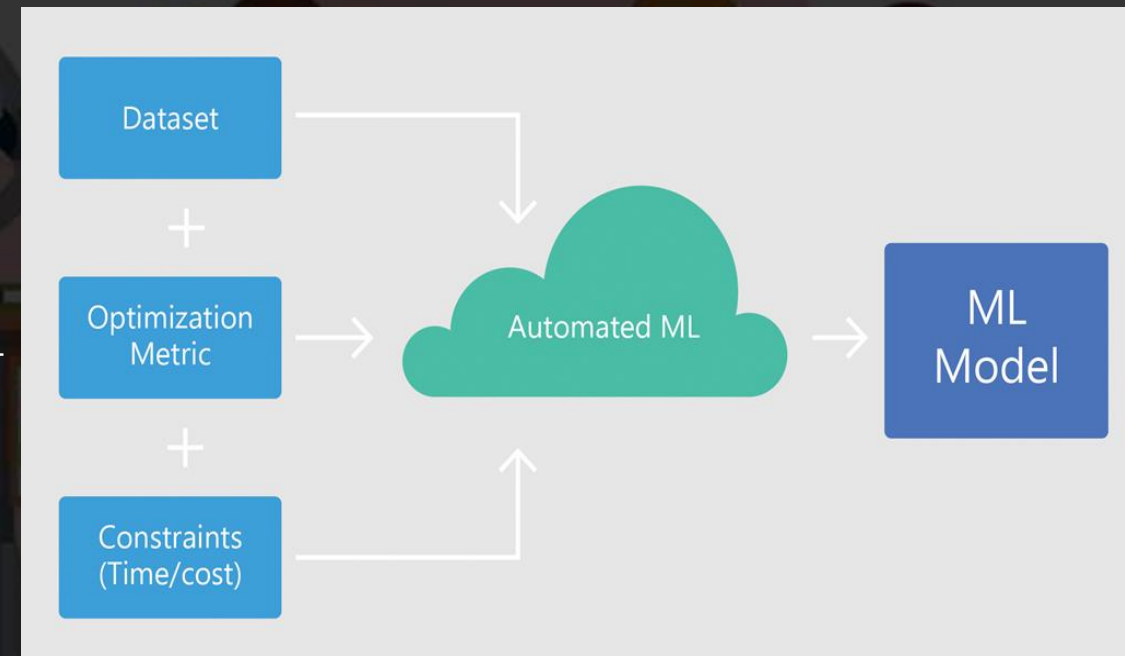 Dataset
+
Optimization
Metric
+
Constraints
(Time/cost)
Automated ML
ML
Model